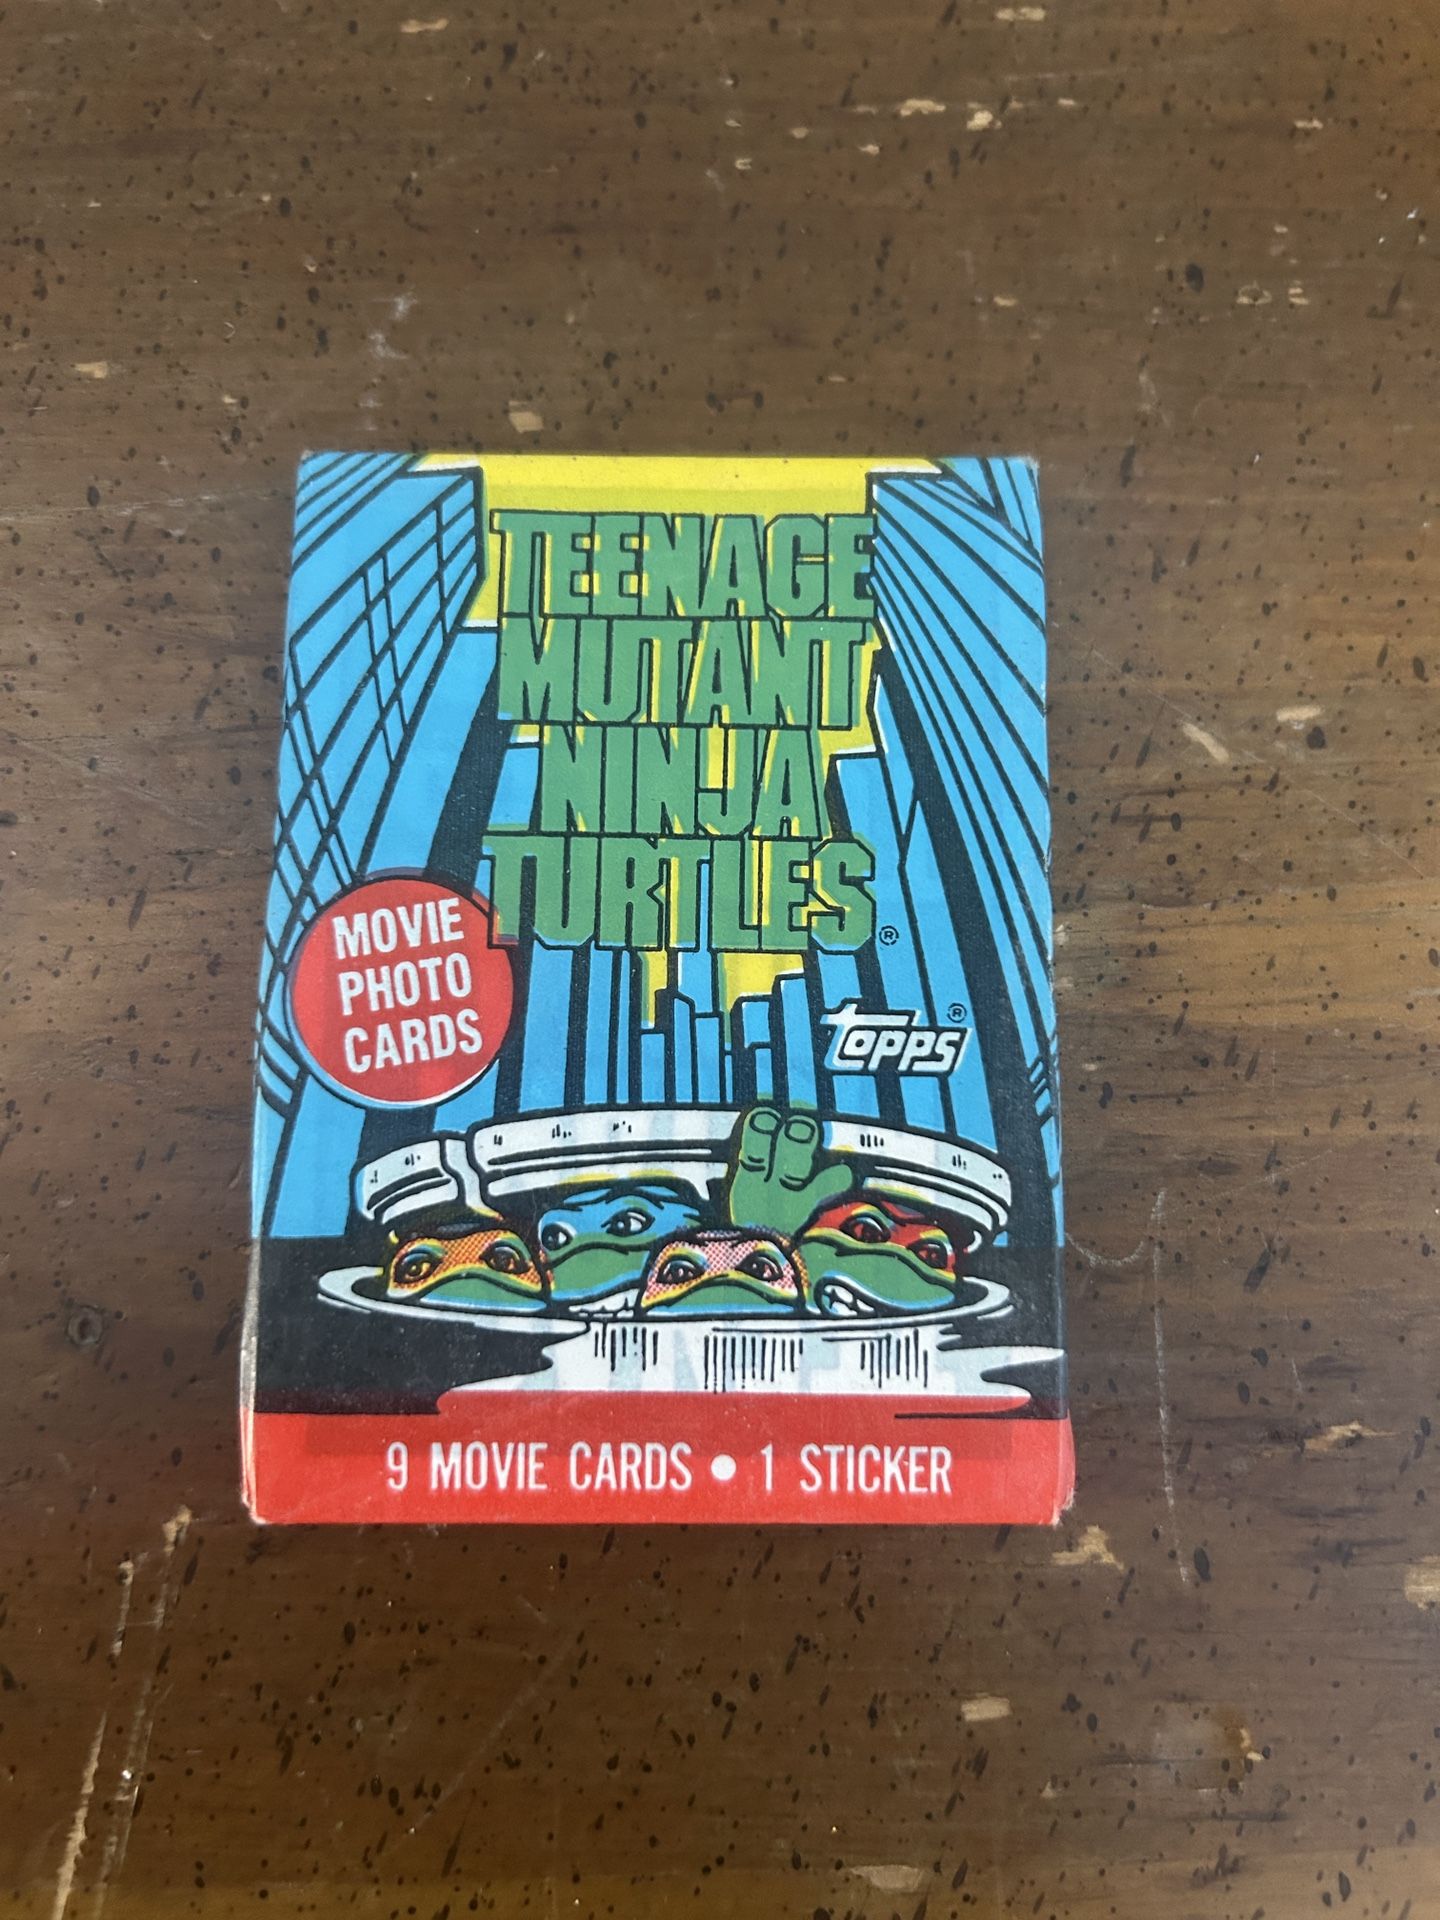 TEENAGE
MUTANT
NINJA
TURTLES®
MOVIE
PHOTO
CARDS
topps®
9 MOVIE CARDS • 1 STICKER